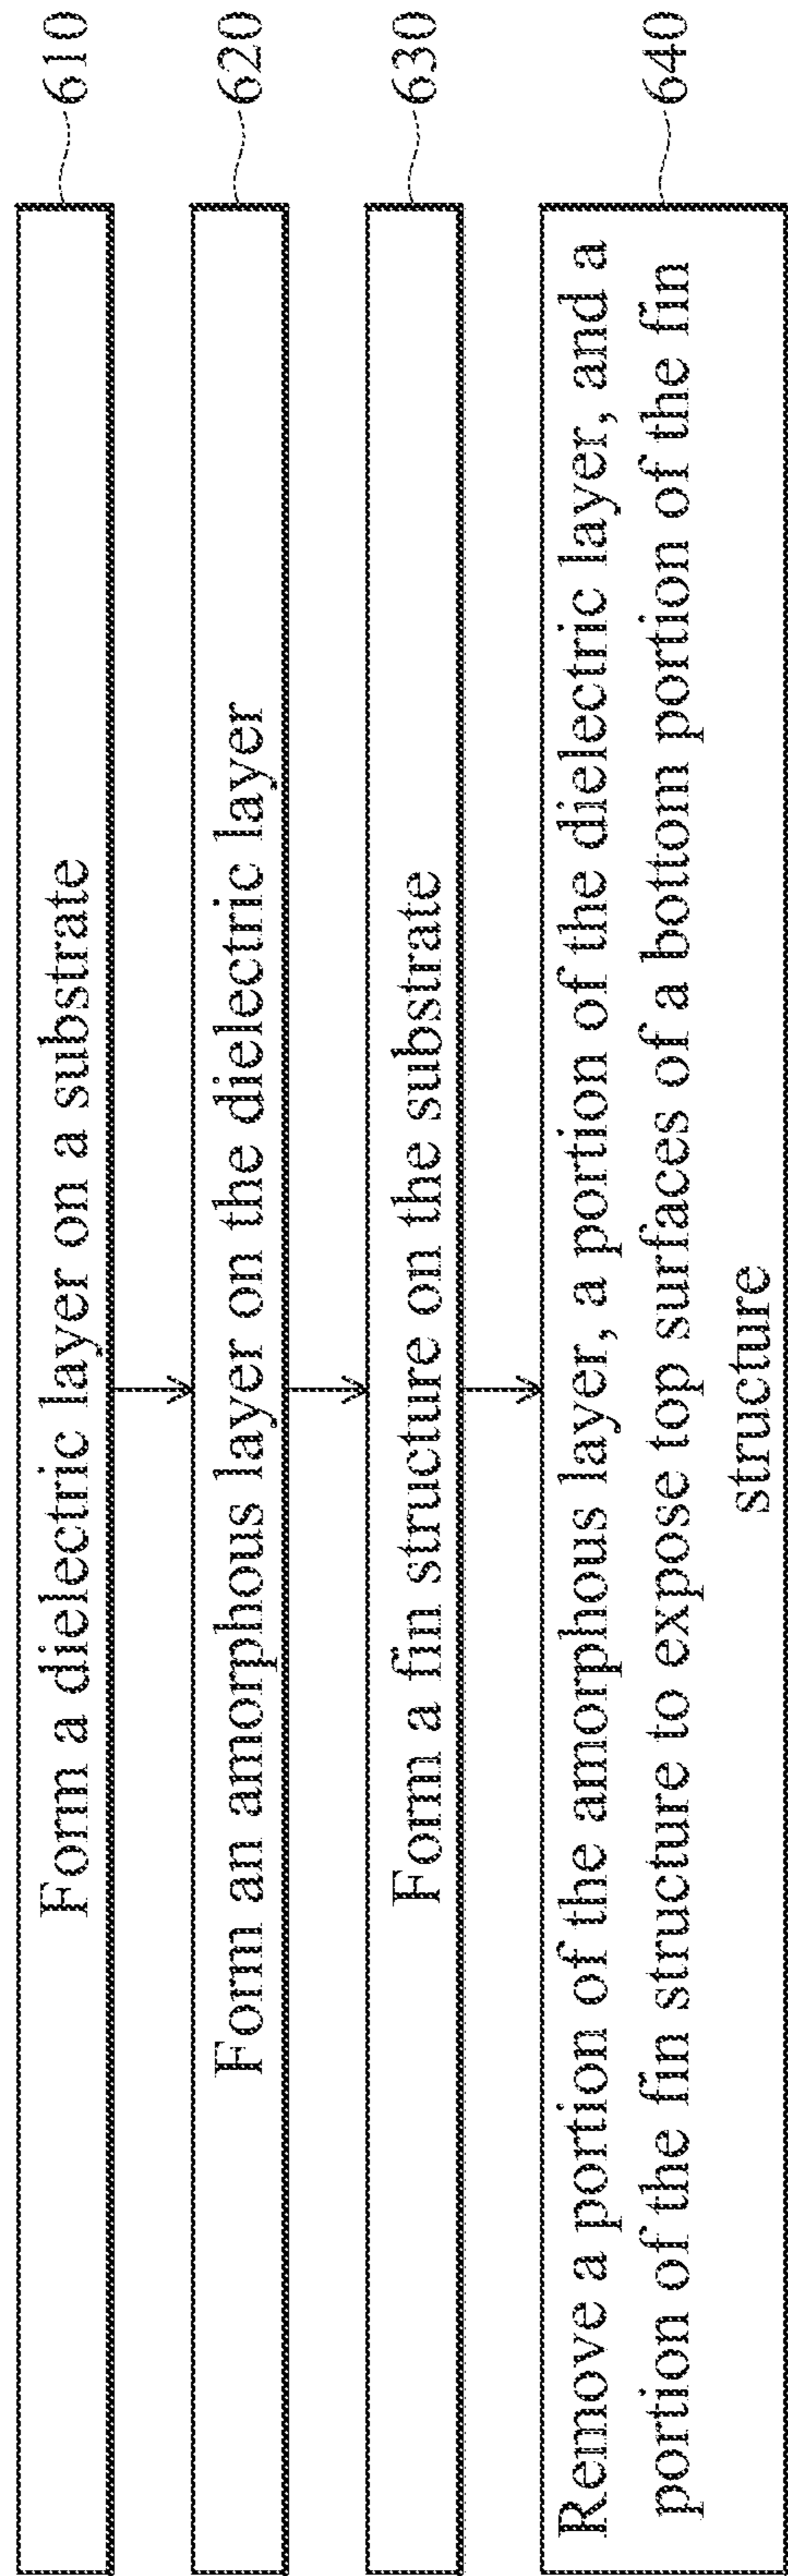 Form a dielectric layer on a substrate
610
Form an amorphous layer on the dielectric layer
620
Form a fin structure on the substrate
630
Remove a portion of the amorphous layer, a portion of the dielectric layer, and a
portion of the fin structure to expose top surfaces of a bottom portion of the fin
structure
640